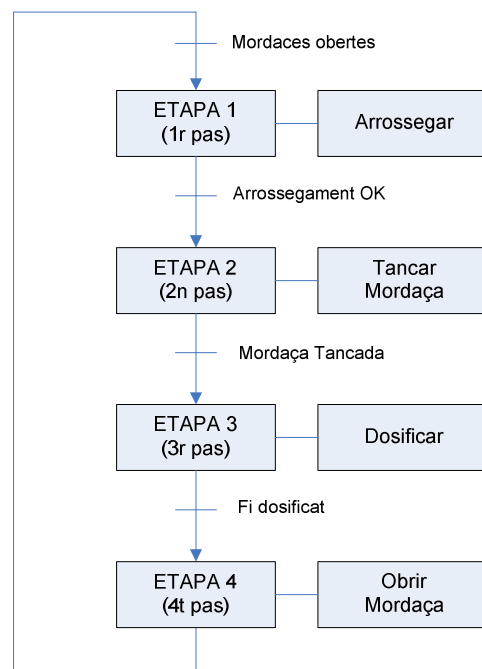 Mordaces obertes
ETAPA 1
(1r pas)
Arrossegar
Arrossegament OK
ETAPA 2
(2n pas)
Tancar
Mordaça
Mordaça Tancada
ETAPA 3
(3r pas)
Dosificar
Fi dosificat
ETAPA 4
(4t pas)
Obrir
Mordaça